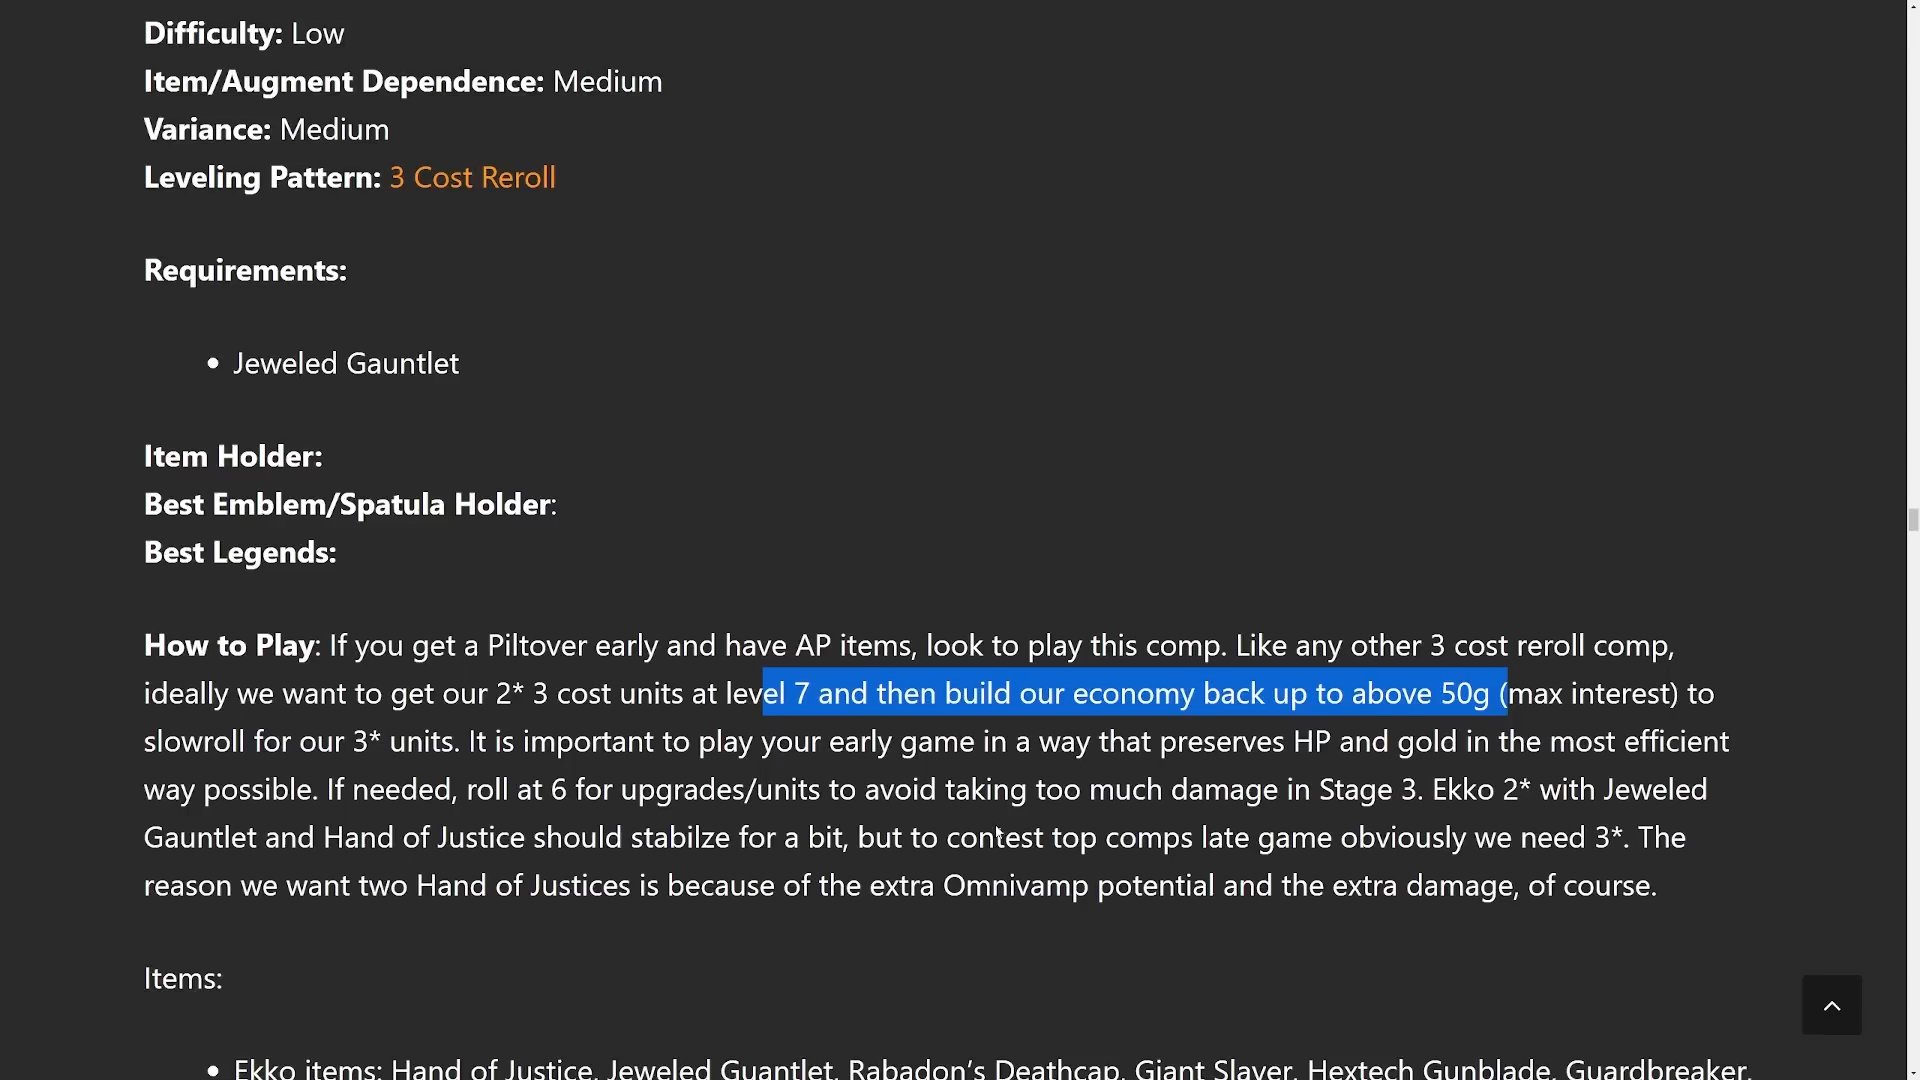 Difficulty: Low
Item/Augment Dependence: Medium
Variance: Medium
Leveling Pattern: 3 Cost Reroll
Requirements:
• Jeweled Gauntlet
Item Holder:
Best Emblem/Spatula Holder:
Best Legends:
How to Play: If you get a Piltover early and have AP items, look to play this comp. Like any other 3 cost reroll comp,
ideally we want to get our 2* 3 cost units at level 7 and then build our economy back up to above 50g (max interest) to
slowroll for our 3* units. It is important to play your early game in a way that preserves HP and gold in the most efficient
way possible. If needed, roll at 6 for upgrades/units to avoid taking too much damage in Stage 3. Ekko 2* with Jeweled
Gauntlet and Hand of Justice should stabilze for a bit, but to contest top comps late game obviously we need 3*. The
reason we want two Hand of Justices is because of the extra Omnivamp potential and the extra damage, of course.
Items:
• Ekko items: Hand of Justice, Jeweled Guantlet, Rabadon's Deathcap, Giant Slayer, Hextech Gunblade, Guardbreaker,